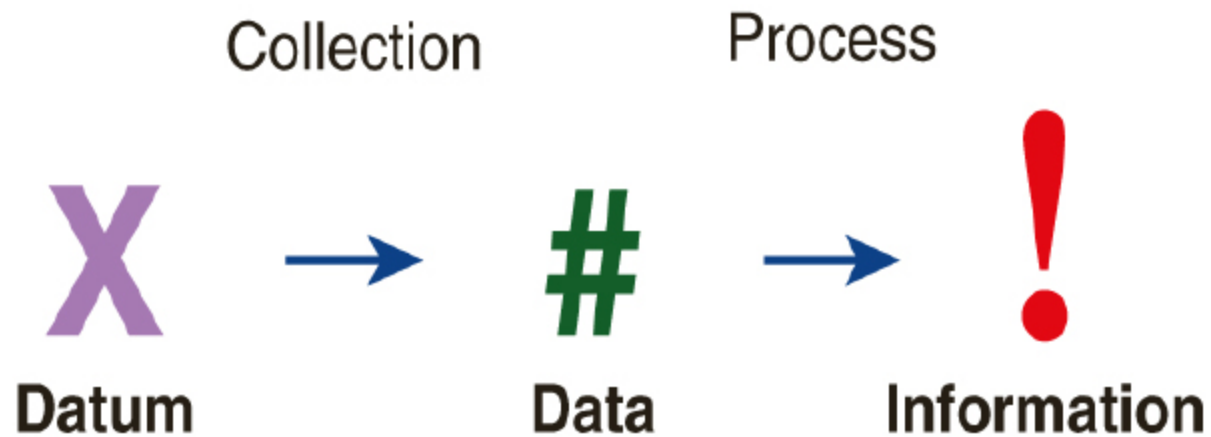 Collection Process
X # !
Datum Data Information